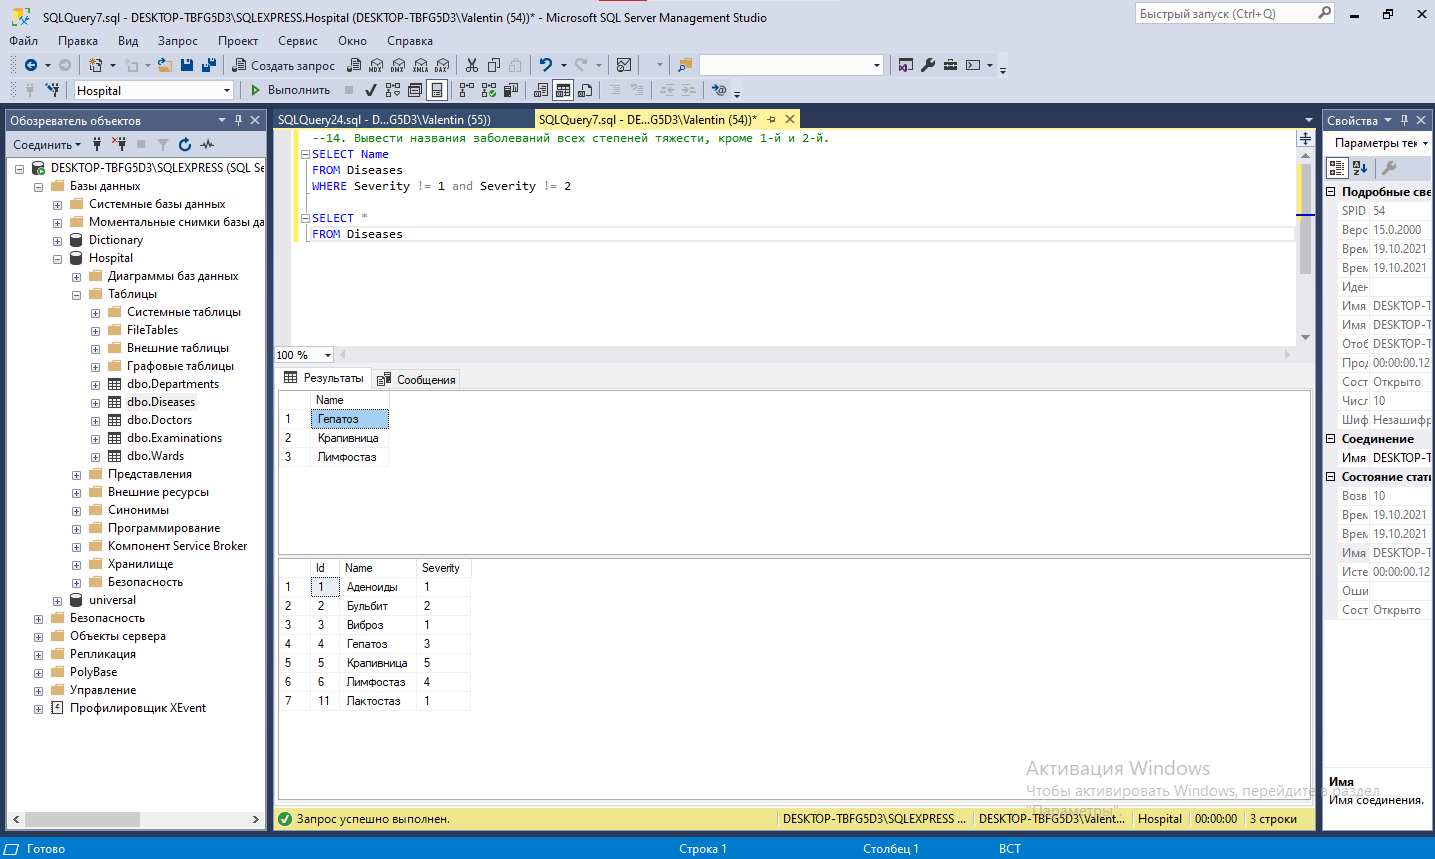 SQLQuery7.sql - DESKTOP-TBFG5D3\SQLEXPRESS.Hospital (DESKTOP-TBFG5D3\Valentin (54))* - Microsoft SQL Server Management Studio
Быстрый запуск (Ctrl+Q)
Файл Правка Вид Запрос Проект Сервис Окно Справка
Создать запрос
MDX DMX XMLA DAX
Hospital
Выполнить
Обозреватель объектов
Соединить
DESKTOP-TBFG5D3\SQLEXPRESS (SQL Se
Базы данных
Системные базы данных
Моментальные снимки базы да
Dictionary
Hospital
Диаграммы баз данных
Таблицы
Системные таблицы
FileTables
Внешние таблицы
Графовые таблицы
dbo.Departments
dbo.Diseases
dbo.Doctors
dbo.Examinations
dbo.Wards
Представления
Внешние ресурсы
Синонимы
Программирование
Компонент Service Broker
Хранилище
Безопасность
universal
Безопасность
Объекты сервера
Репликация
PolyBase
Управление
Профилировщик XEvent
SQLQuery24.sql - D...G5D3\Valentin (55))
SQLQuery7.sql - DE...G5D3\Valentin (54))*
--14. Вывести названия заболеваний всех степеней тяжести, кроме 1-й и 2-й.
SELECT Name
FROM Diseases
WHERE Severity != 1 and Severity != 2
SELECT *
FROM Diseases
100 %
Результаты Сообщения
Name
1 Гепатоз
2 Крапивница
3 Лимфостаз
Id Name Severity
1 1 Аденоиды 1
2 2 Бульбит 2
3 3 Виброз 1
4 4 Гепатоз 3
5 5 Крапивница 5
6 6 Лимфостаз 4
7 11 Лактостаз 1
Запрос успешно выполнен.
DESKTOP-TBFG5D3\SQLEXPRESS ... DESKTOP-TBFG5D3\Valent... Hospital 00:00:00 3 строки
Свойства
Параметры тек
Подробные све
SPID 54
Верс 15.0.2000
Врем 19.10.2021
Врем 19.10.2021
Иден
Имя DESKTOP-T
Имя DESKTOP-T
Отоб DESKTOP-T
Прод 00:00:00.12
Сост Открыто
Числ 10
Шиф Незашифр
Соединение
Имя DESKTOP-T
Состояние стати
Возв 10
Врем 19.10.2021
Врем 19.10.2021
Имя DESKTOP-T
Исте 00:00:00.12
Оши
Сост Открыто
Имя
Имя соединения.
Активация Windows
Чтобы активировать Windows, перейдите в раздел
"Параметры".
Готово Строка 1 Столбец 1 ВСТ